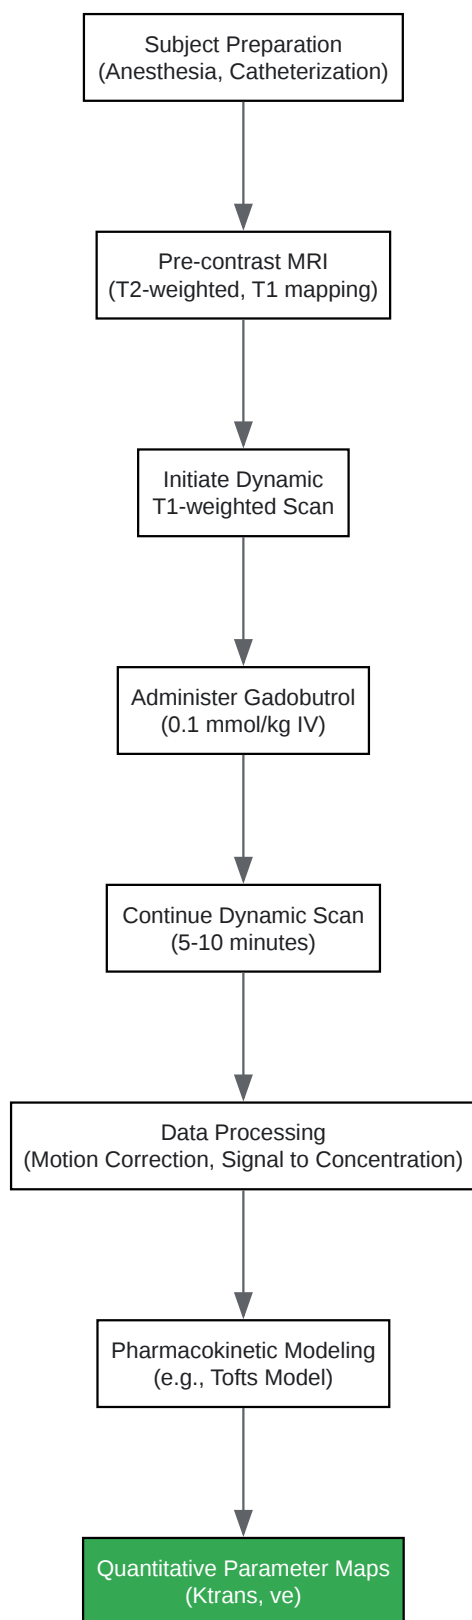 Subject Preparation
(Anesthesia, Catheterization)
Pre-contrast MRI
(T2-weighted, T1 mapping)
Initiate Dynamic
T1-weighted Scan
Administer Gadobutrol
(0.1 mmol/kg IV)
Continue Dynamic Scan
(5-10 minutes)
Data Processing
(Motion Correction, Signal to Concentration)
Pharmacokinetic Modeling
(e.g., Tofts Model)
Quantitative Parameter Maps
(Ktrans, ve)